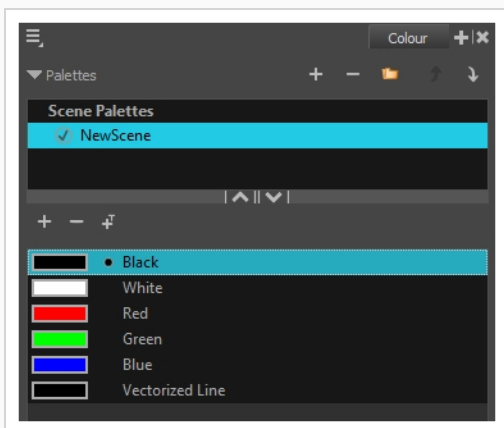 Colour
Palettes
Scene Palettes
NewScene
Black
White
Red
Green
Blue
Vectorized Line